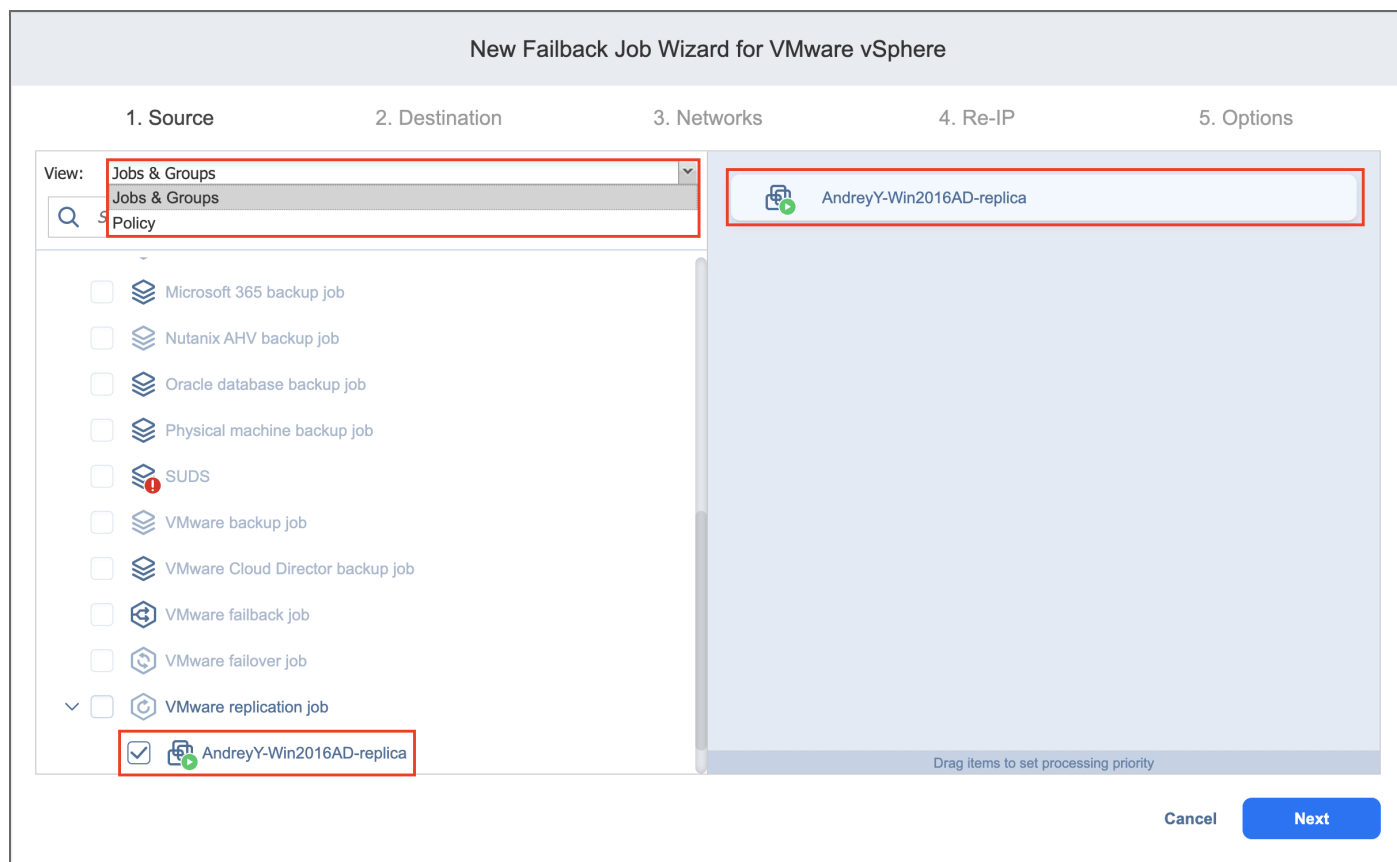 New Failback Job Wizard for VMware vSphere
1. Source 2. Destination 3. Networks 4. Re-IP 5. Options
View: Jobs & Groups
Jobs & Groups
Policy
S
Microsoft 365 backup job
Nutanix AHV backup job
Oracle database backup job
Physical machine backup job
SUDS
VMware backup job
VMware Cloud Director backup job
VMware failback job
VMware failover job
VMware replication job
AndreyY-Win2016AD-replica
AndreyY-Win2016AD-replica
Drag items to set processing priority
Cancel Next